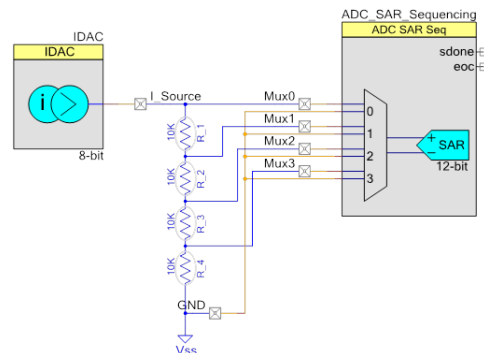 ADC_SAR_Sequencing
IDAC
ADC SAR Seq
IDAC
sdone
eoc
I_Source
Mux0
0
Mux1
1
10K
R_1
Mux2
2
SAR
+
-
8-bit
Mux3
3
12-bit
10K
R_2
10K
R_3
10K
R_4
GND
Vss
i